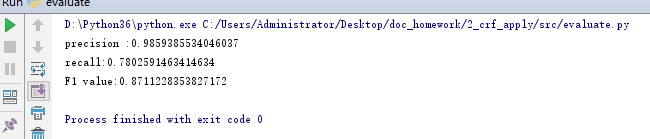 Run evaluate
D:\Python36\python.exe C:/Users/Administrator/Desktop/doc_homework/2_crf_apply/src/evaluate.py
precision :0.9859385534046037
recall:0.7802591463414634
F1 value:0.8711228353827172
Process finished with exit code 0